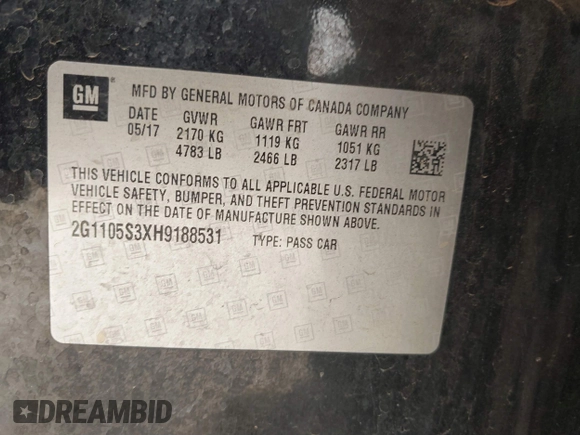 GM
MFD BY GENERAL MOTORS OF CANADA COMPANY
DATE GVWR GAWR FRT GAWR RR
05/17 2170 KG 1119 KG 1051 KG
4783 LB 2466 LB 2317 LB
THIS VEHICLE CONFORMS TO ALL APPLICABLE U.S. FEDERAL MOTOR
VEHICLE SAFETY, BUMPER, AND THEFT PREVENTION STANDARDS IN
EFFECT ON THE DATE OF MANUFACTURE SHOWN ABOVE.
2G1105S3XH9188531 TYPE: PASS CAR
DREAMBID